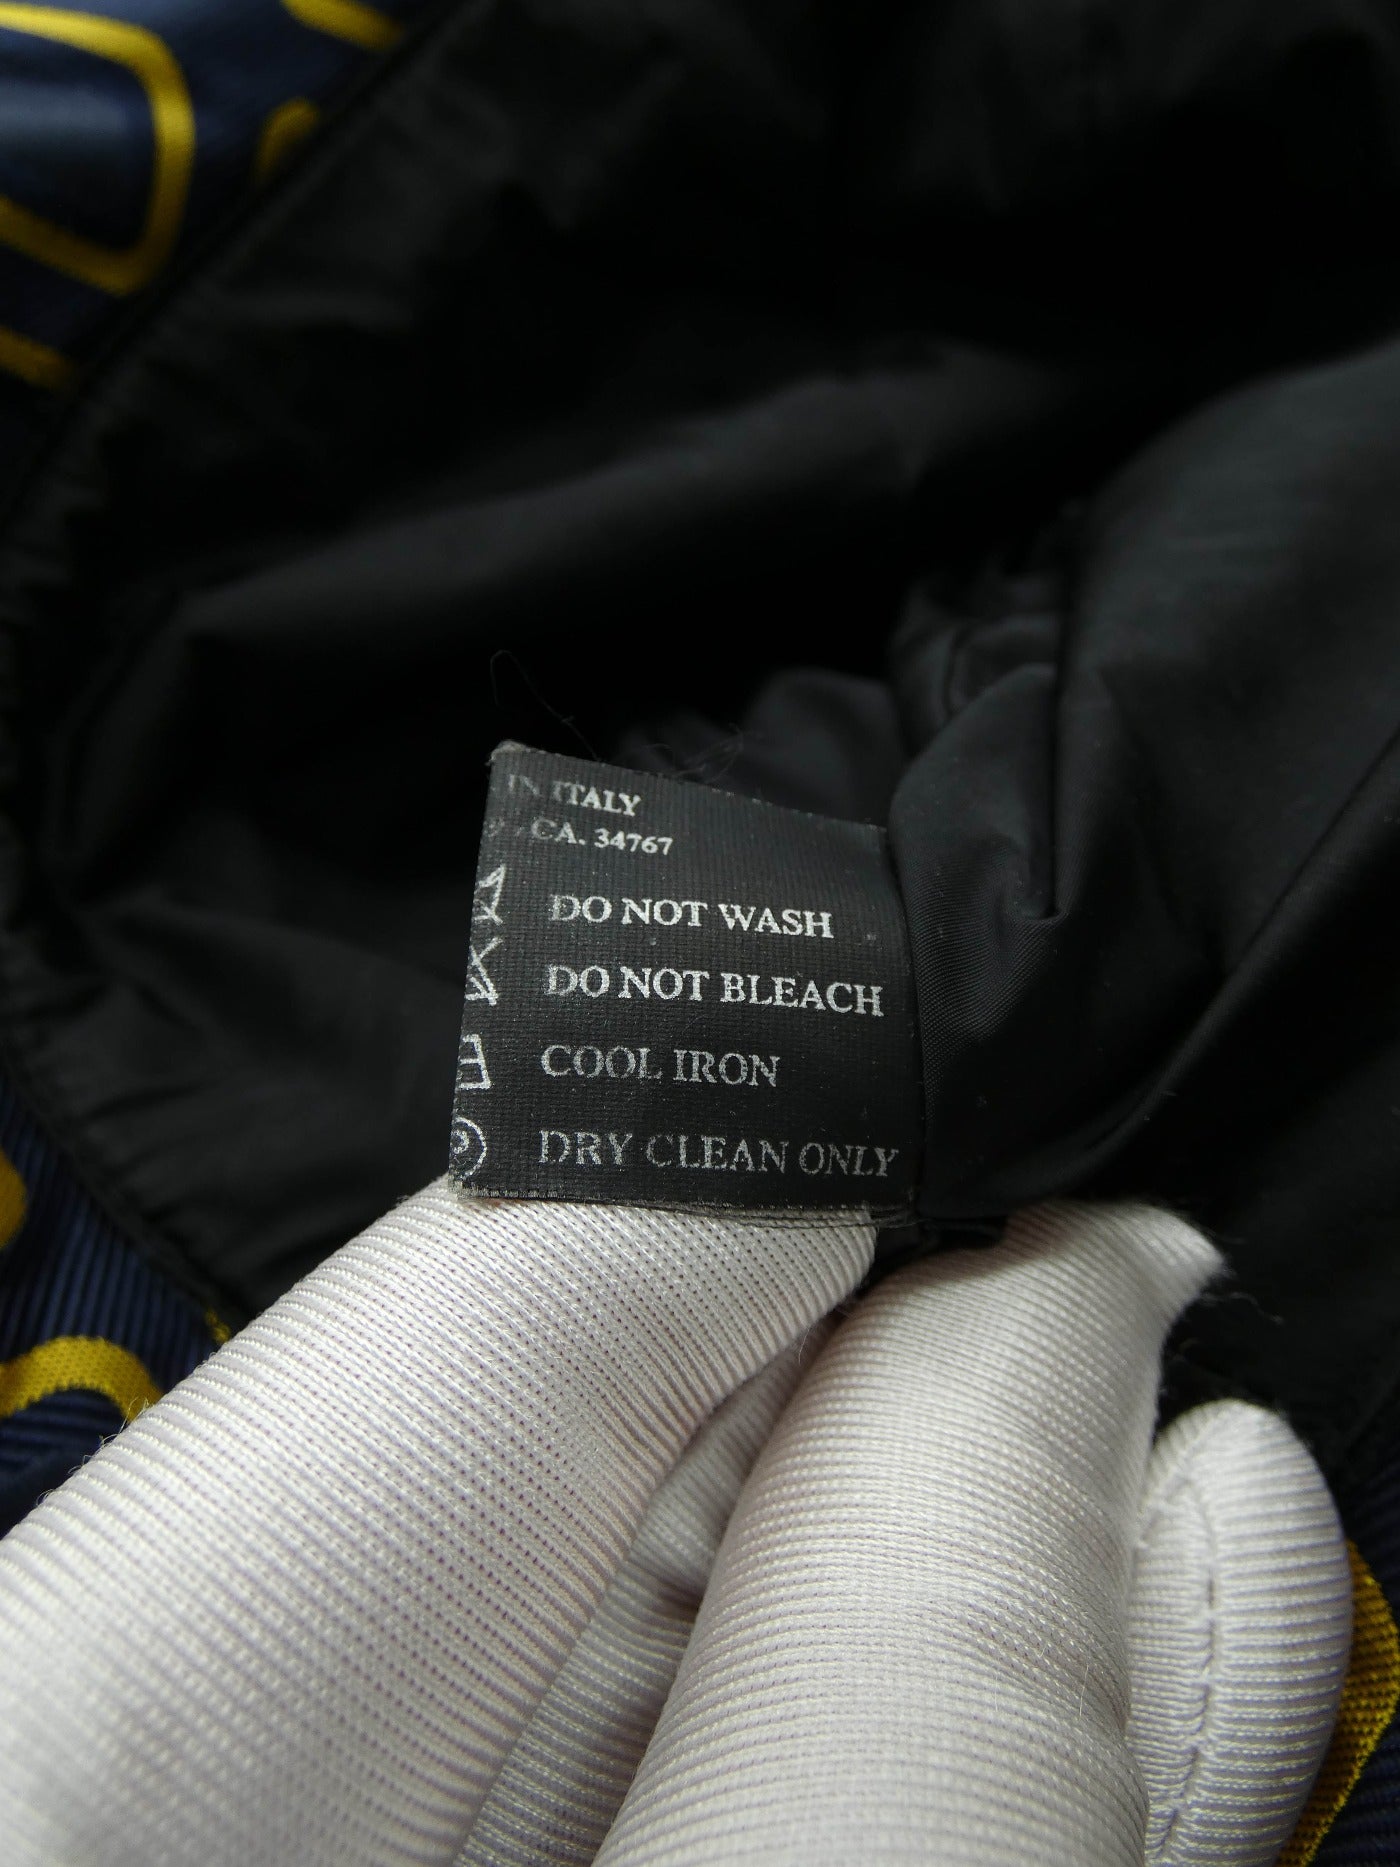 IN ITALY
CA. 34767
DO NOT WASH
DO NOT BLEACH
COOL IRON
DRY CLEAN ONLY